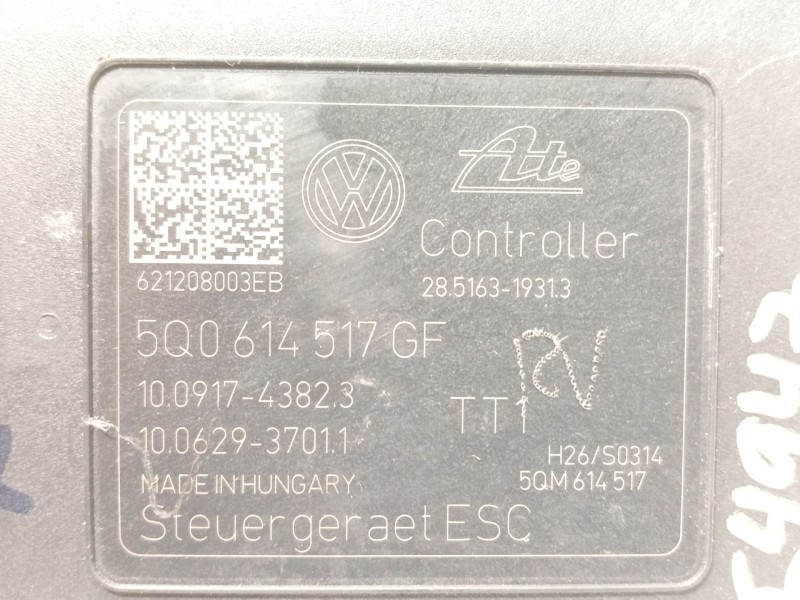 Ate
Controller
621208003EB
28.5163-1931.3
5Q0 614 517 GF
10.0917-4382.3
10.0629-3701.1
TT1
RV
H26/S0314
MADE IN HUNGARY
5QM 614 517
Steuergeraet ESC